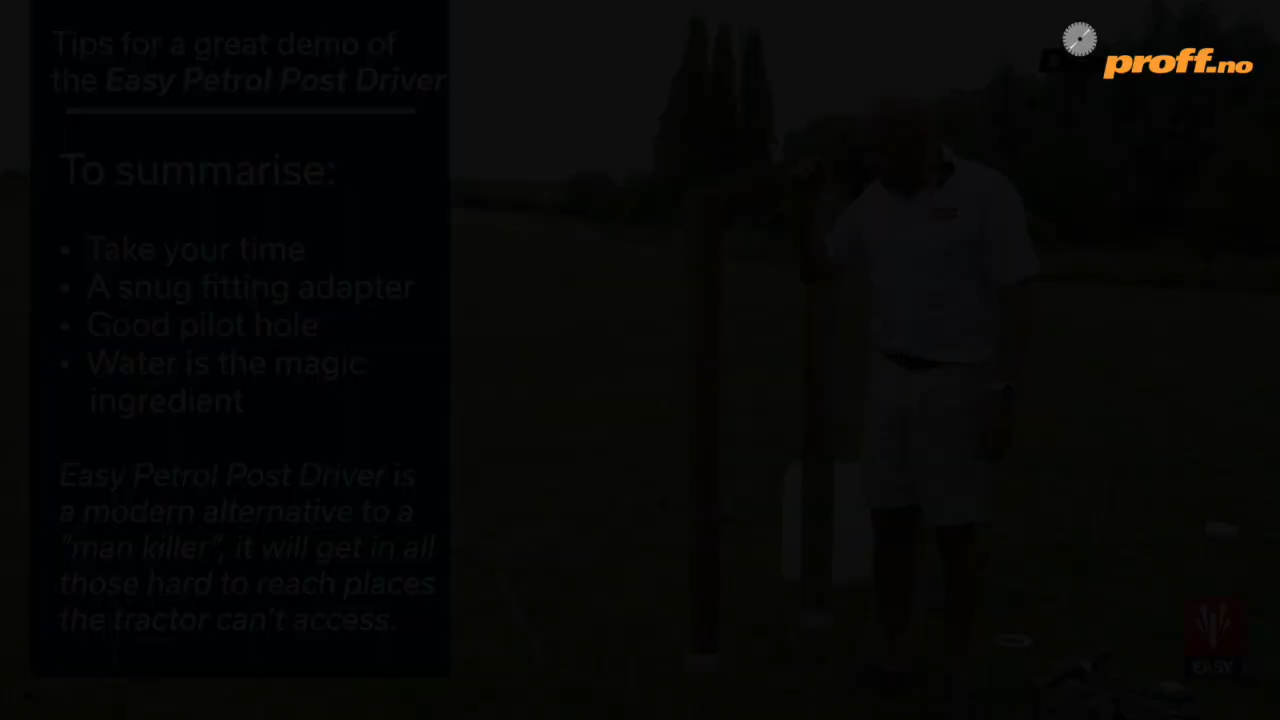 Tips for a great demo of
the Easy Petrol Post Driver
To summarise:
• Take your time
• A snug fitting adapter
• Good pilot hole
• Water is the magic
ingredient
Easy Petrol Post Driver is
a modern alternative to a
"man killer", it will get in all
those hard to reach places
the tractor can't access.
proff.no
EASY